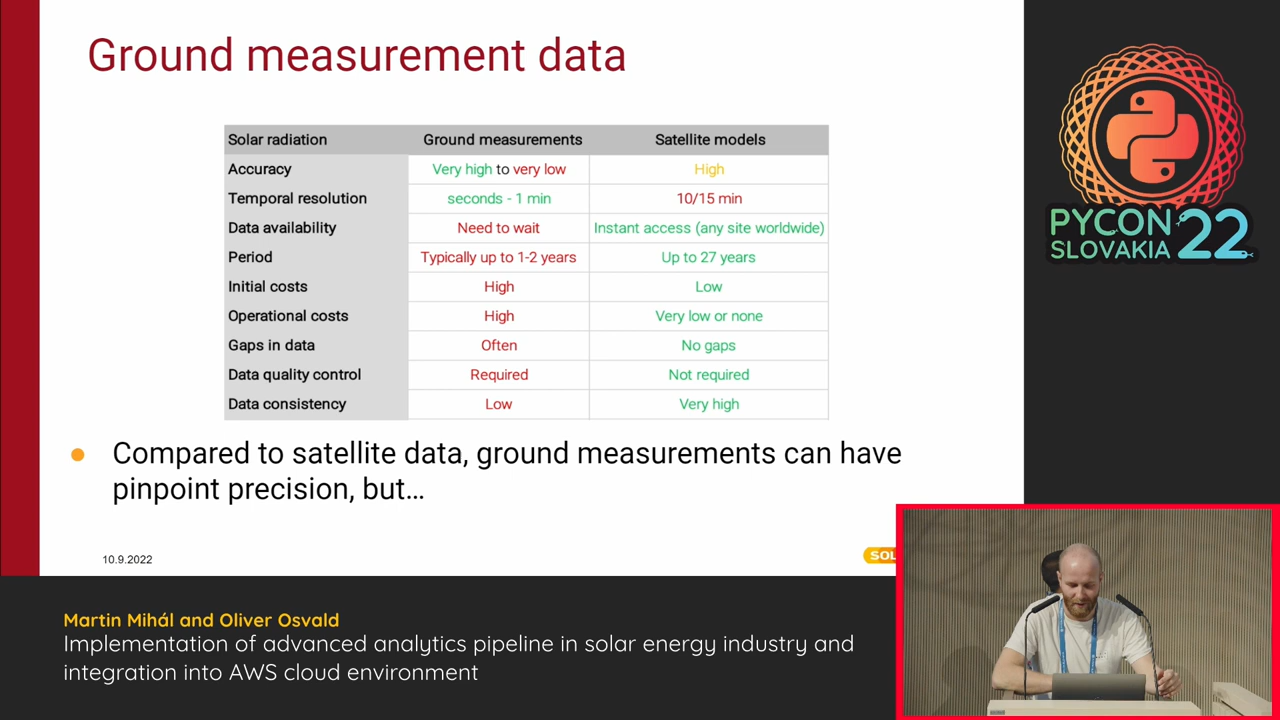 Ground measurement data
Solar radiation Ground measurements Satellite models
Accuracy Very high to very low High
Temporal resolution seconds - 1 min 10/15 min
Data availability Need to wait Instant access (any site worldwide)
Period Typically up to 1-2 years Up to 27 years
Initial costs High Low
Operational costs High Very low or none
Gaps in data Often No gaps
Data quality control Required Not required
Data consistency Low Very high
Compared to satellite data, ground measurements can have
pinpoint precision, but…
10.9.2022
SOL
PYCON
SLOVAKIA 22
Martin Mihál and Oliver Osvald
Implementation of advanced analytics pipeline in solar energy industry and
integration into AWS cloud environment